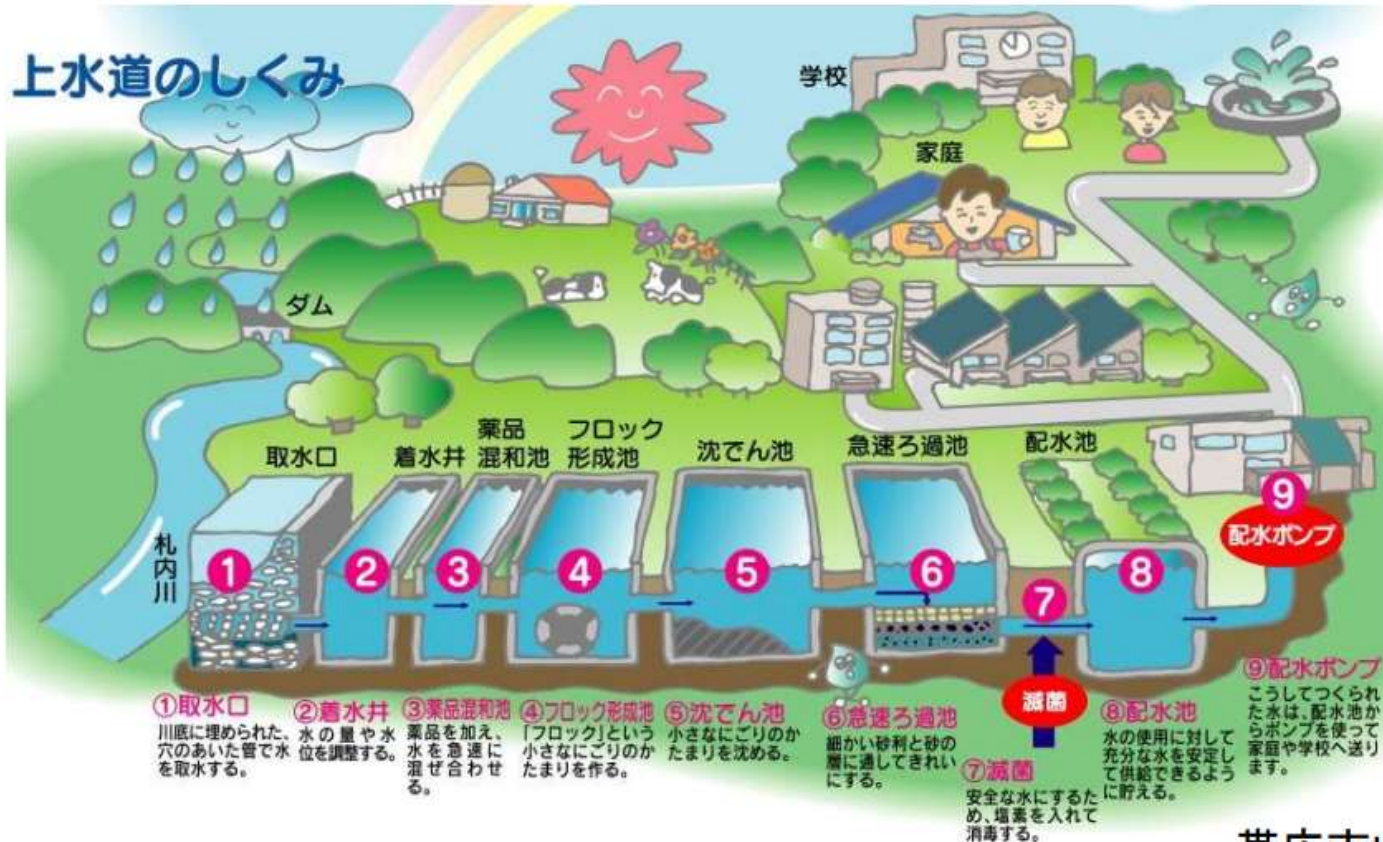 上水道のしくみ
学校
家庭
ダム
札内川
取水口
着水井
薬品
混和池
フロック
形成池
沈でん池
急速ろ過池
配水池
①
②
③
④
⑤
⑥
⑦
⑧
⑨
配水ポンプ
滅菌
①取水口
川底に埋められた、
穴のあいた管で水
を取水する。
②着水井
水の量や水
位を調整する。
③薬品混和池
薬品を加え、
水を急速に
混ぜ合わせ
る。
④フロック形成池
「フロック」という
小さなにごりのか
たまりを作る。
⑤沈でん池
小さなにごりのか
たまりを沈める。
⑥急速ろ過池
細かい砂利と砂の
層に通してきれい
にする。
⑦滅菌
安全な水にするた
め、塩素を入れて
消毒する。
⑧配水池
水の使用に対して
充分な水を安定し
て供給できるよう
に貯える。
⑨配水ポンプ
こうしてつくられ
た水は、配水池か
らポンプを使って
家庭や学校へ送り
ます。